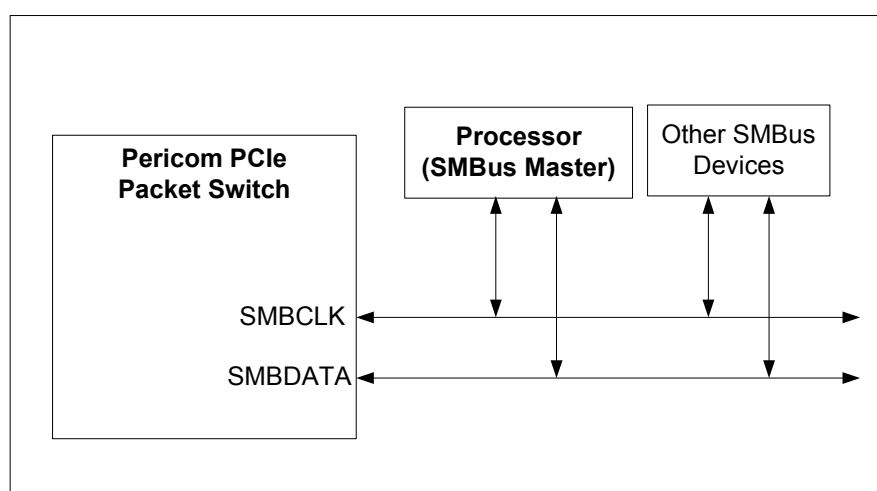 Pericom PCIe
Packet Switch
Processor
(SMBus Master)
Other SMBus
Devices
SMBCLK
SMBDATA